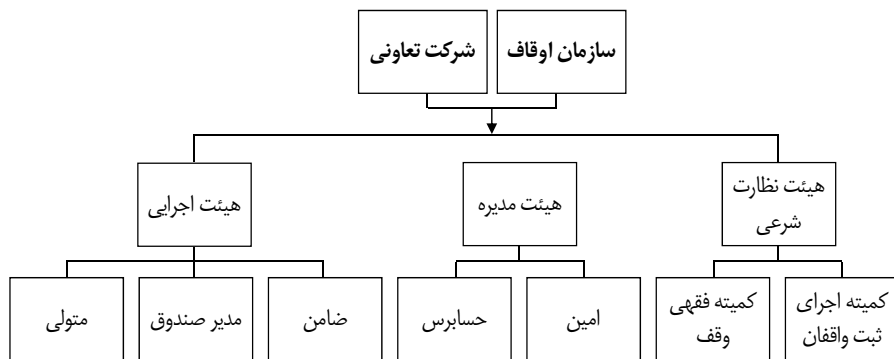 سازمان اوقاف
شرکت تعاونی
هیئت نظارت
شرعی
هیئت مدیره
هیئت اجرایی
کمیته اجرای
ثبت واقفان
کمیته فقهی
وقف
امین
حسابرس
ضامن
مدیر صندوق
متولی